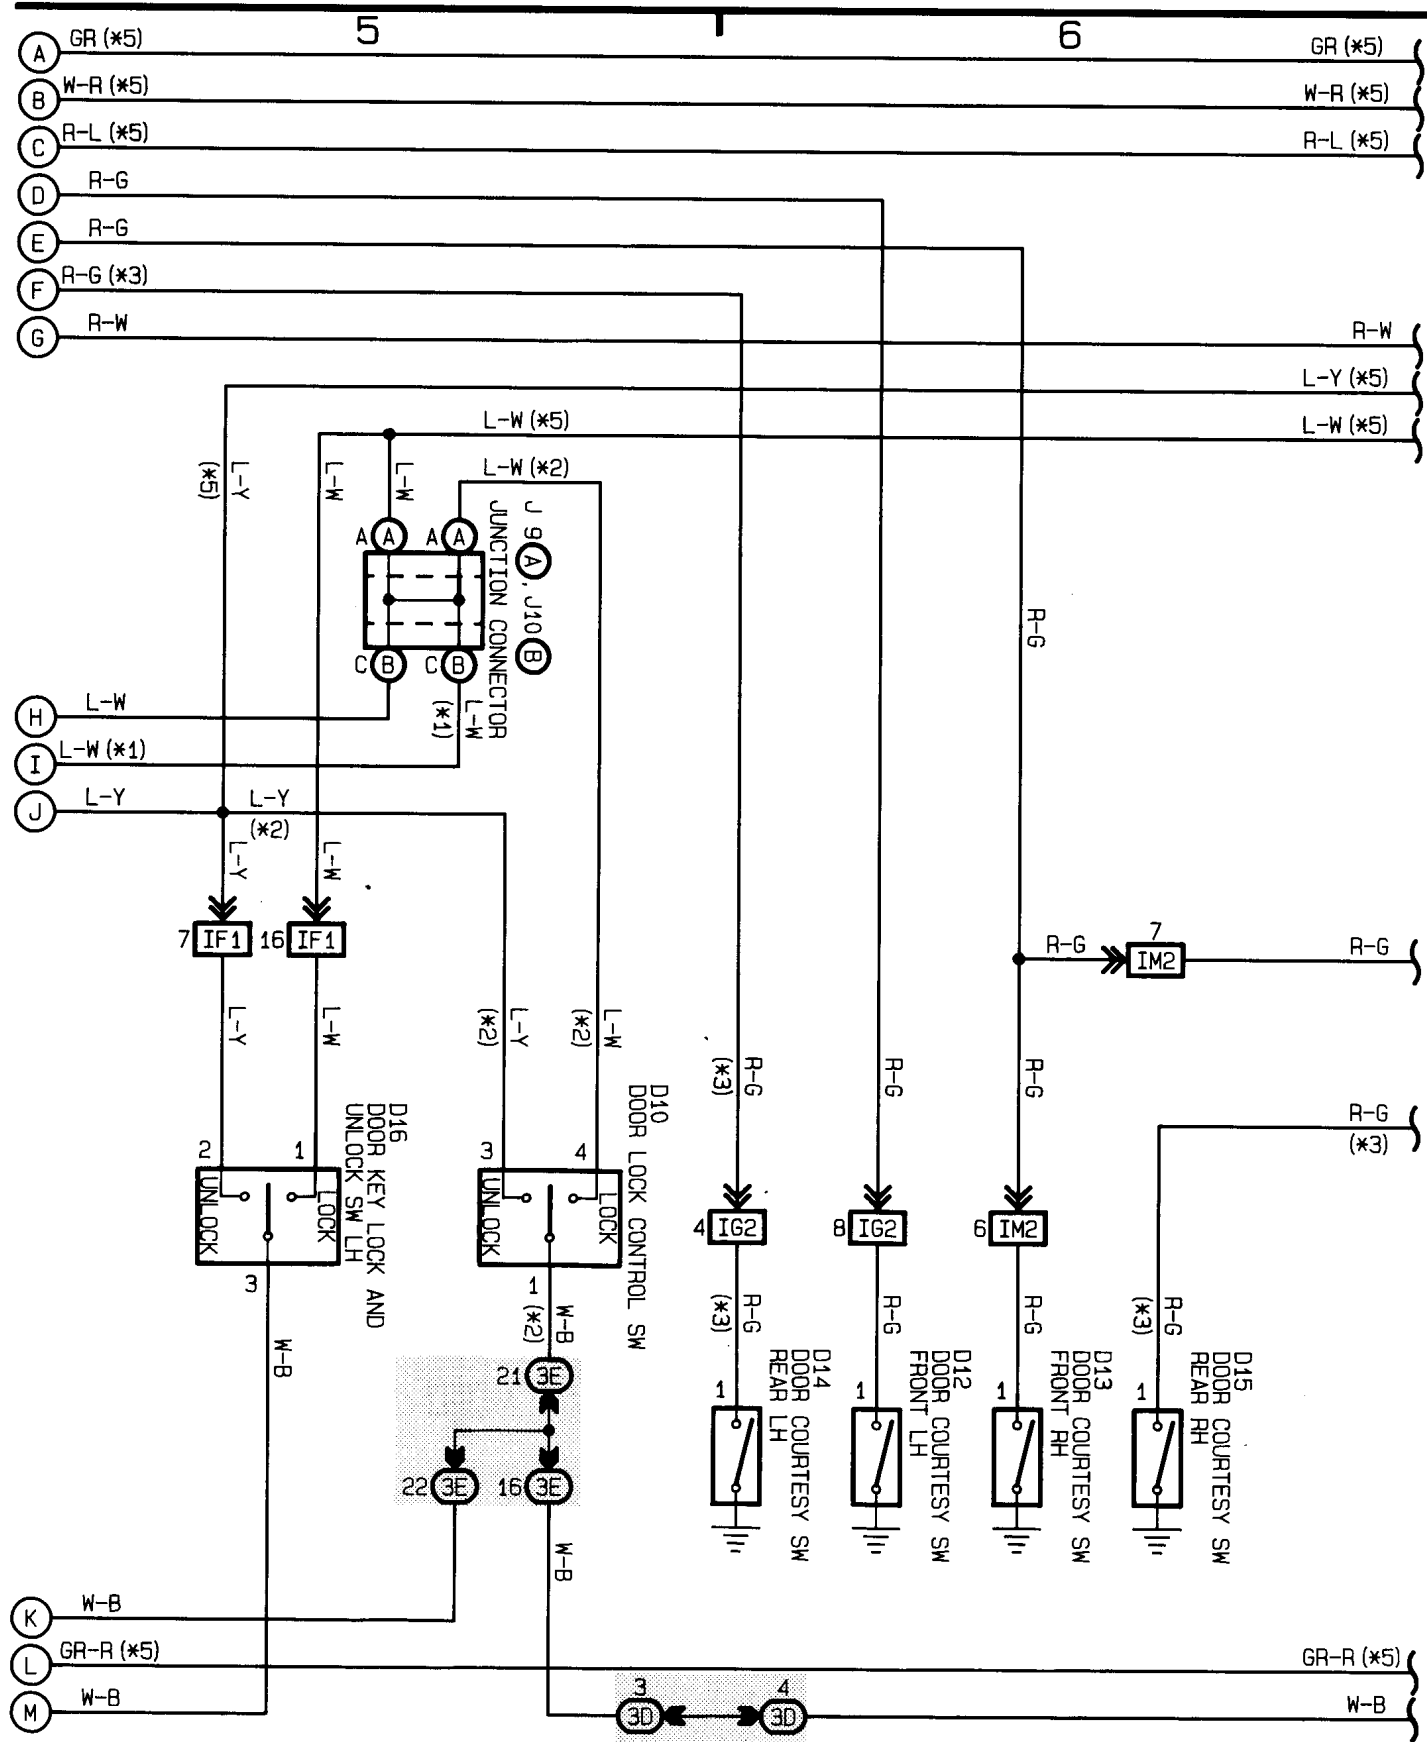 5
6
A GR (*5) GR (*5)
B W-R (*5) W-R (*5)
C R-L (*5) R-L (*5)
D R-G
E R-G
F R-G (*3)
G R-W R-W
L-Y (*5)
L-W (*5) L-W (*5)
L-W (*2)
L-Y
(*5)
L-W
L-W
A A A A
J 9 A , J10 B
JUNCTION CONNECTOR
C B C B
L-W
(*1)
R-G
H L-W
I L-W (*1)
J L-Y L-Y
(*2)
L-Y
L-W
7 IF1 16 IF1
R-G 7 IM2 R-G
L-Y
L-W
L-Y
(*2)
L-W
(*2)
R-G
(*3)
R-G
R-G
R-G
(*3)
2 1
UNLOCK
LOCK
3
D16
DOOR KEY LOCK AND
UNLOCK SW LH
3 4
UNLOCK
LOCK
1
D10
DOOR LOCK CONTROL SW
4 IG2 8 IG2 6 IM2
W-B
W-B
(*2)
R-G
(*3)
R-G
R-G
R-G
(*3)
21 3E
22 3E 16 3E
1
D14
DOOR COURTESY SW
REAR LH
1
D12
DOOR COURTESY SW
FRONT LH
1
D13
DOOR COURTESY SW
FRONT RH
1
D15
DOOR COURTESY SW
REAR RH
W-B
K W-B
L GR-R (*5) GR-R (*5)
M W-B
3 4
3D 3D W-B